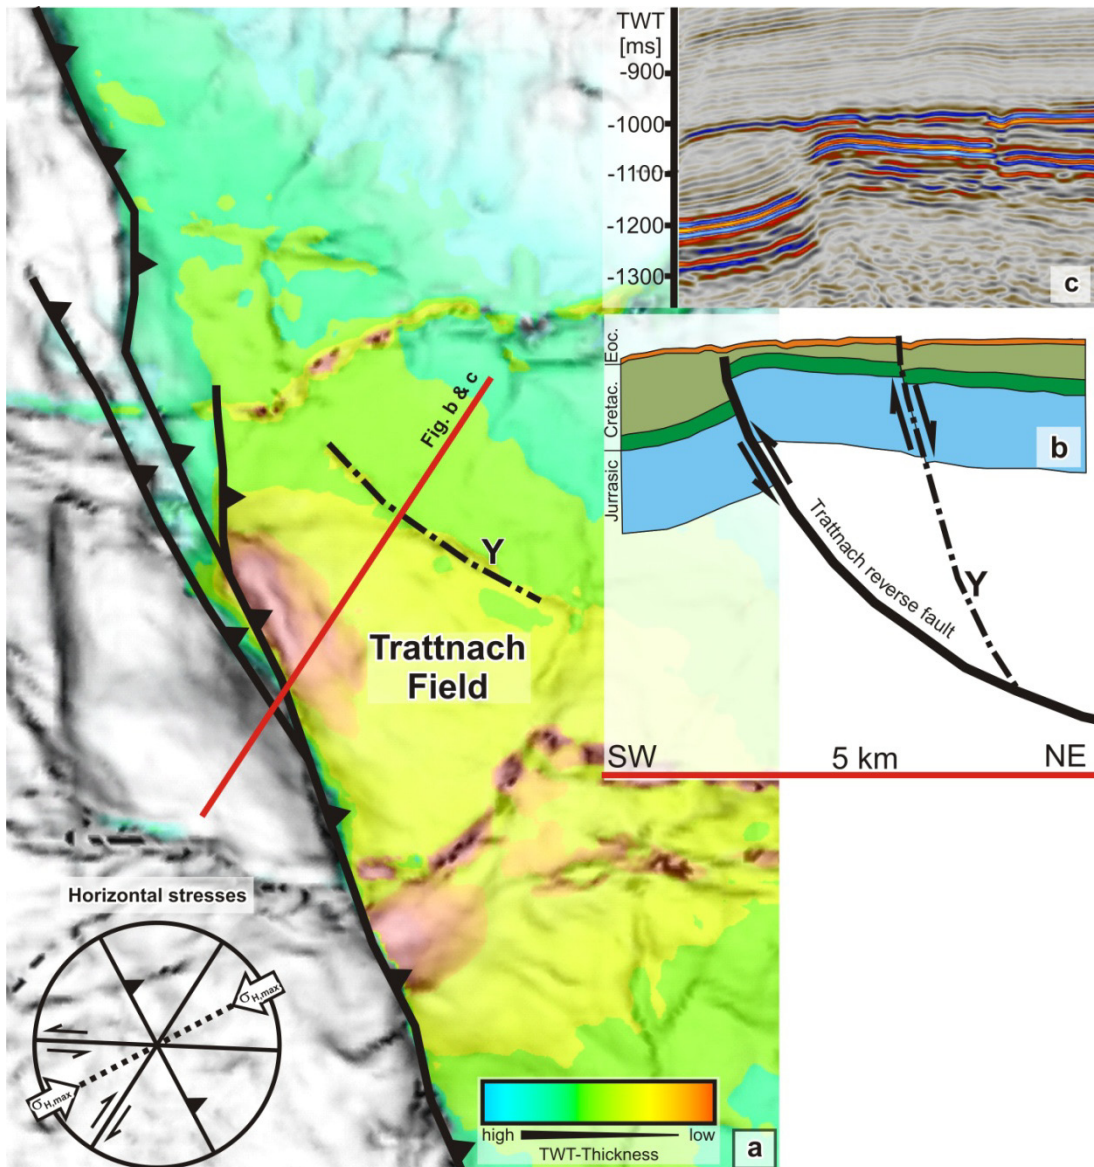 TWT
[ms]
-900
-1000
-1100
-1200
-1300
c
Fig. b & c
Eoc.
Cretac.
Jurrasic
b
Trattnach reverse fault
Y
SW
5 km
NE
Y
Trattnach
Field
Horizontal stresses
σH,max.
σH,max.
high
low
TWT-Thickness
a